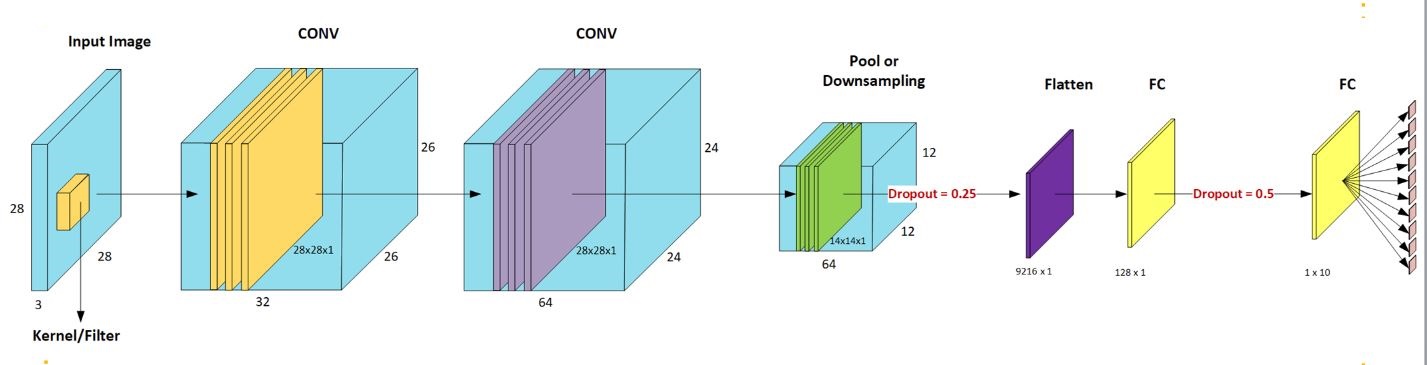 Input Image
CONV
CONV
Pool or
Downsampling
Flatten
FC
FC
28
28
3
Kernel/Filter
28x28x1
26
26
32
28x28x1
24
24
64
14x14x1
12
12
64
Dropout = 0.25
9216 x 1
128 x 1
Dropout = 0.5
1 x 10